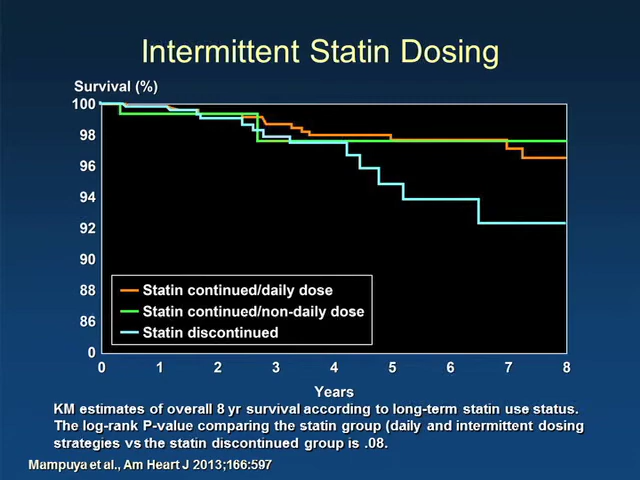 Intermittent Statin Dosing
Survival (%)
100
98
96
94
92
90
88
86
0
Statin continued/daily dose
Statin continued/non-daily dose
Statin discontinued
0 1 2 3 4 5 6 7 8
Years
KM estimates of overall 8 yr survival according to long-term statin use status.
The log-rank P-value comparing the statin group (daily and intermittent dosing
strategies vs the statin discontinued group is .08.
Mampuya et al., Am Heart J 2013;166:597